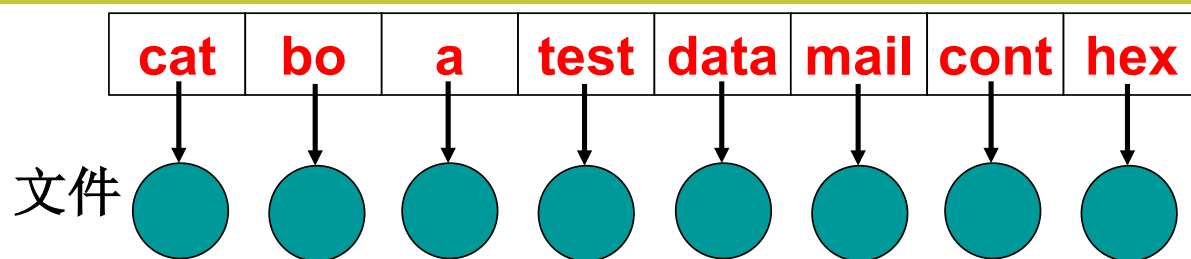 cat bo a test data mail cont hex
文件